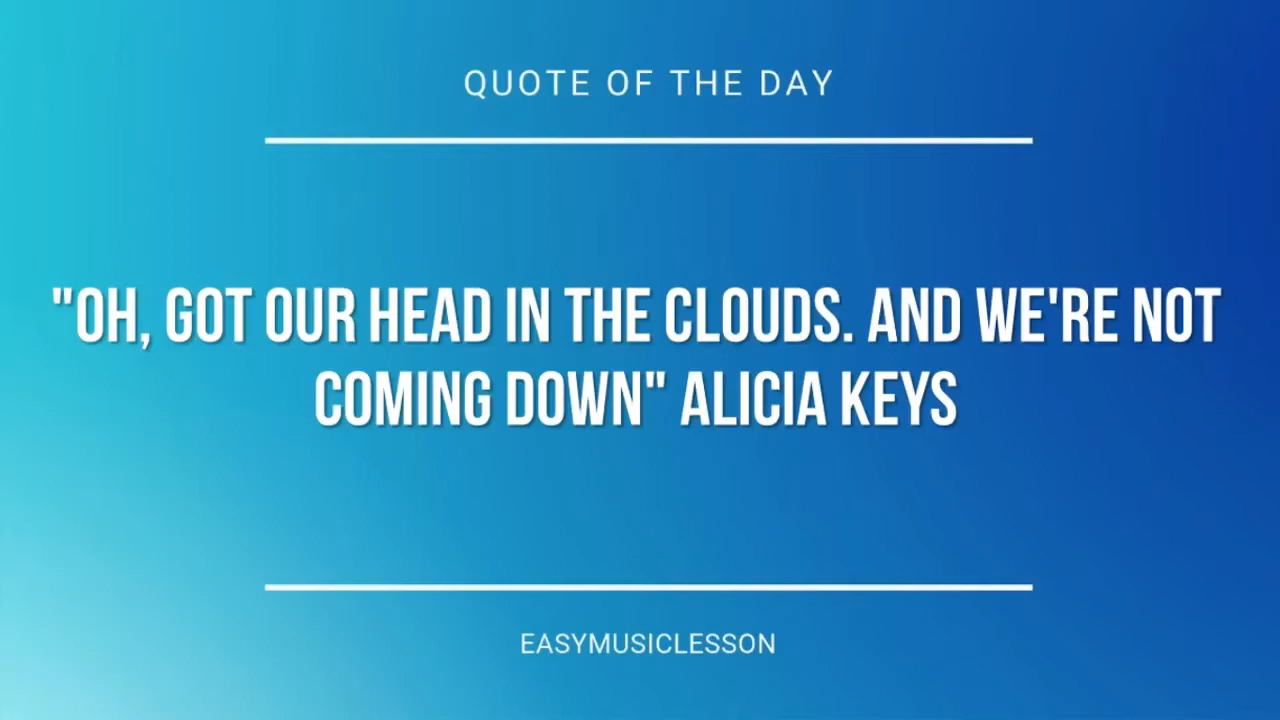 QUOTE OF THE DAY
"OH, GOT OUR HEAD IN THE CLOUDS. AND WE'RE NOT
COMING DOWN" ALICIA KEYS
EASYMUSICLESSON